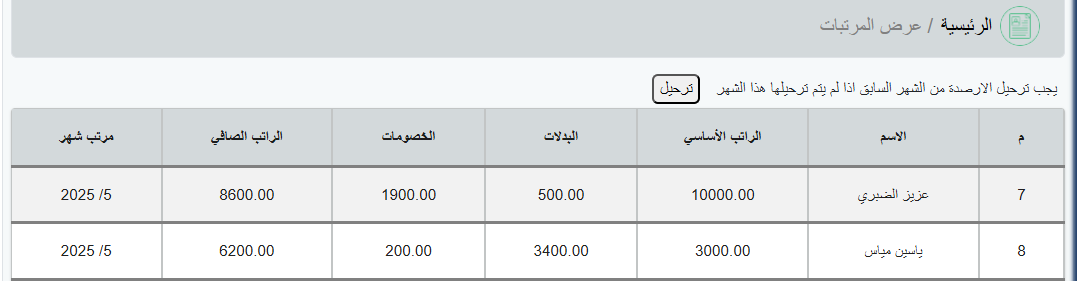 الرئيسية / عرض المرتبات
يجب ترحيل الارصدة من الشهر السابق اذا لم يتم ترحيلها هذا الشهر ترحيل
م الاسم الراتب الأساسي البدلات الخصومات الراتب الصافي مرتب شهر
7 عزيز الضبري 10000.00 500.00 1900.00 8600.00 2025 /5
8 ياسين مياس 3000.00 3400.00 200.00 6200.00 2025 /5